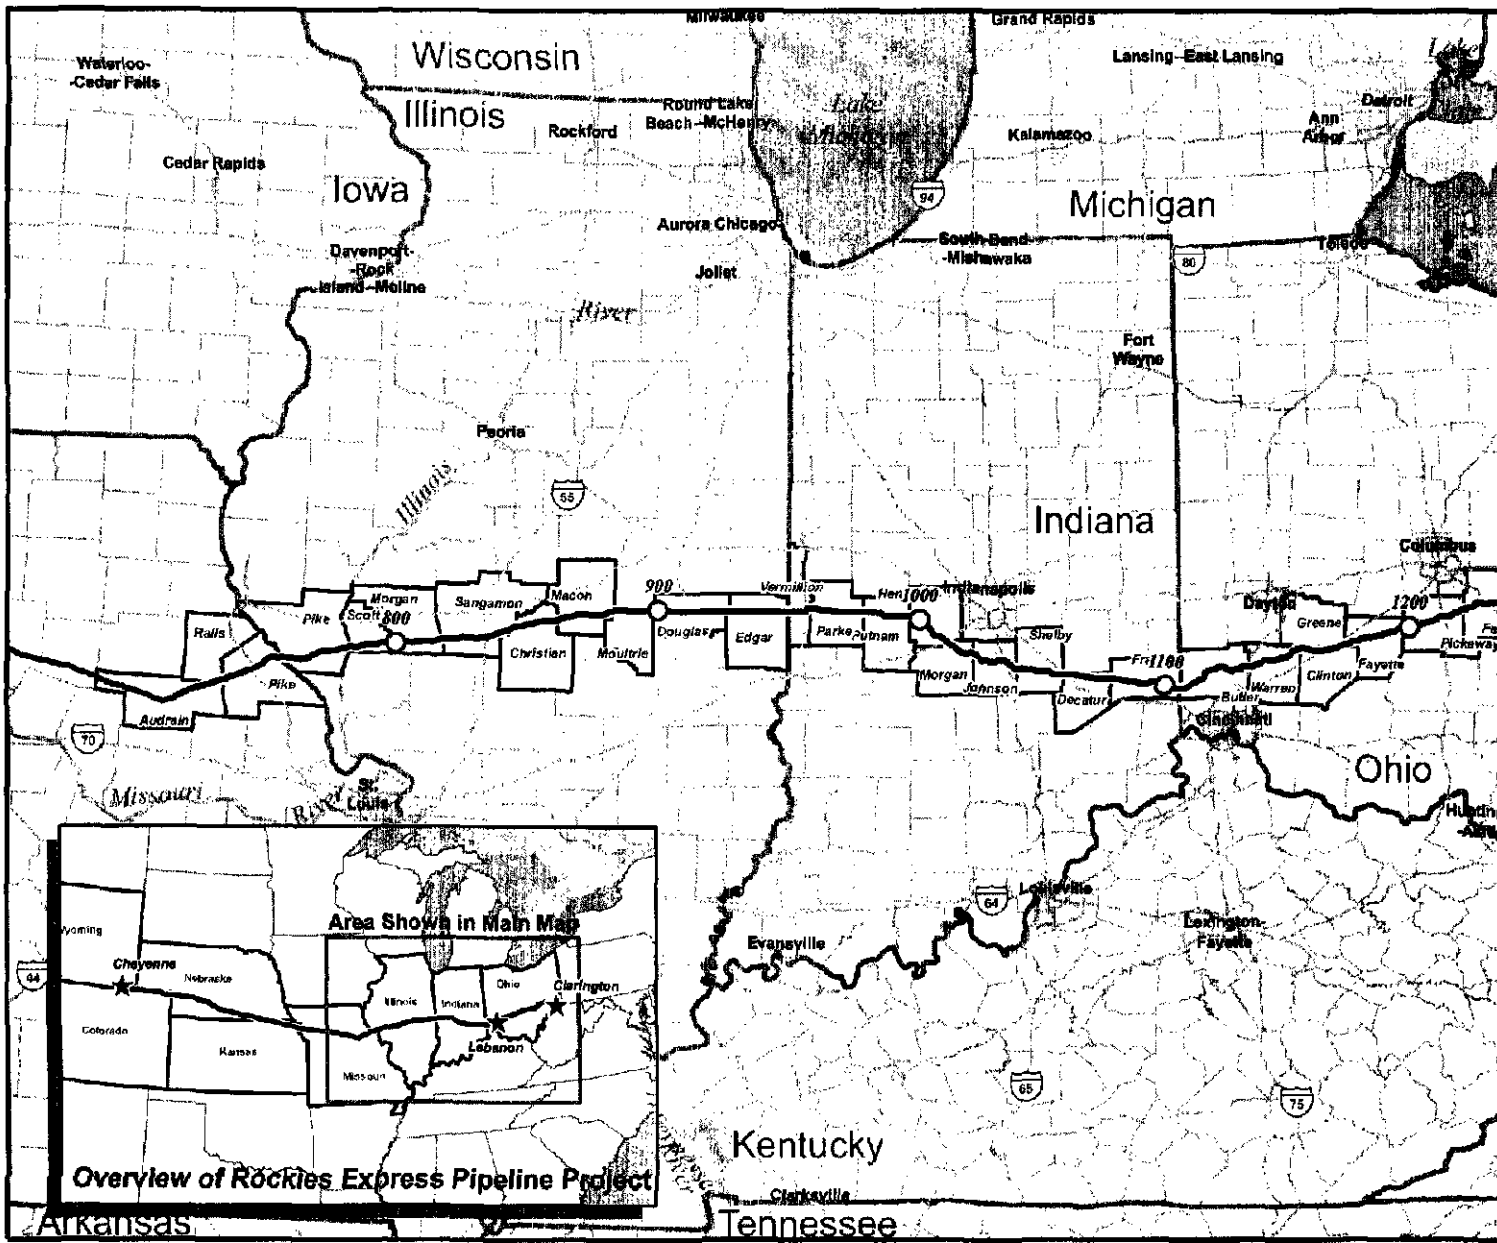 Milwaukee
Grand Rapids
Wisconsin
Lansing--East Lansing
Lake
Waterloo-
-Cedar Falls
Illinois
Round Lake
Beach--McHenry
Lake
Detroit
Rockford
Kalamazoo
Ann
Arbor
Cedar Rapids
Iowa
94
Michigan
Aurora Chicago
South Bend-
-Mishawaka
Toledo
Davenport-
-Rock
Island--Moline
Joliet
80
River
Fort
Wayne
Peoria
Illinois
55
Indiana
Columbus
Macon
900
Vermillion
1000
Indianapolis
Dayton
1200
Morgan
Sangamon
Pike
Scott
800
Ralls
Douglas
Edgar
Parke
Putnam
Shelby
Greene
Pickaway
Christian
Moultrie
1100
Fayette
Pike
Morgan
Johnson
Decatur
Butler
Warren
Clinton
Audrain
Cincinnati
70
Ohio
Missouri
River
St.
Louis
Area Shown in Main Map
64
Louisville
Lexington-
Fayette
Evansville
Cheyenne
Nebraska
Illinois
Indiana
Ohio
Clarington
Colorado
Kansas
Lebanon
Missouri
65
75
Kentucky
Overview of Rockies Express Pipeline Project
River
Clarksville
Arkansas
Tennessee